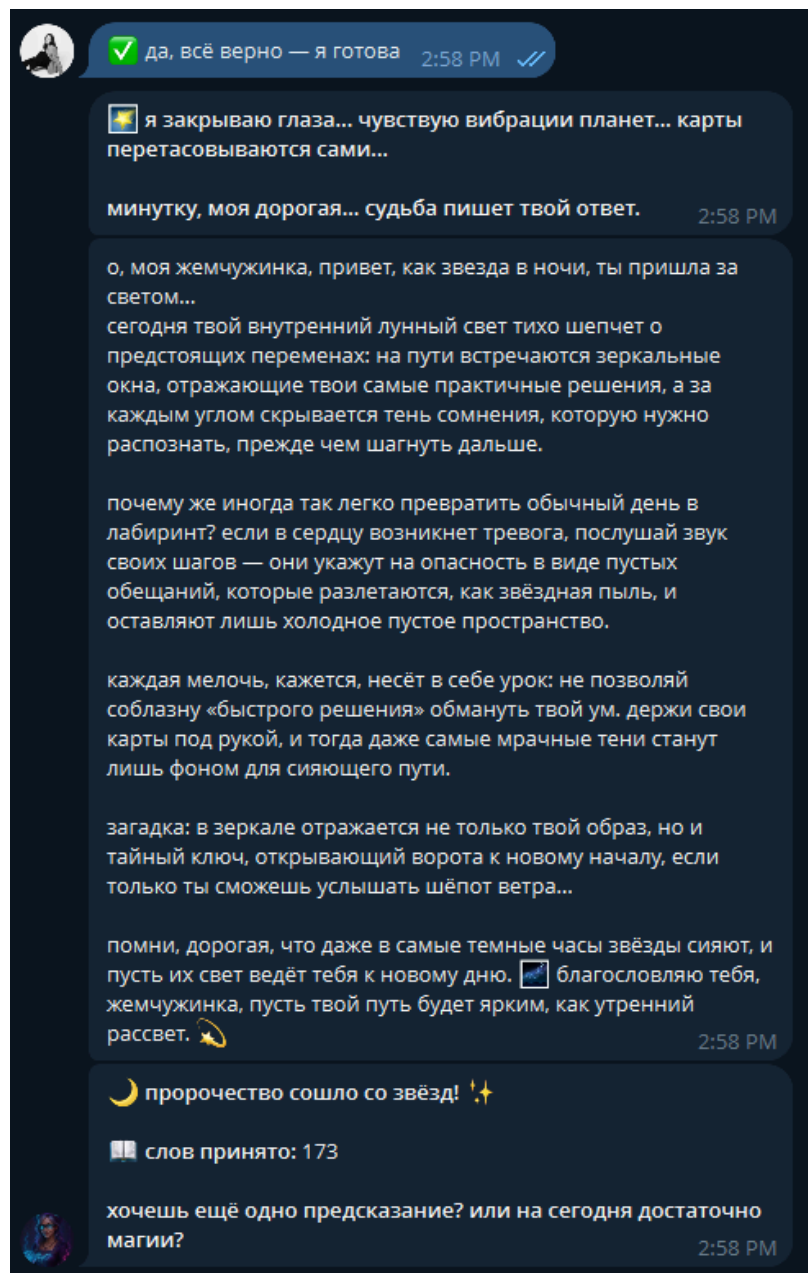 ✅ да, всё верно — я готова 2:58 PM
🌠 я закрываю глаза... чувствую вибрации планет... карты
перетасовываются сами...
минутку, моя дорогая... судьба пишет твой ответ. 2:58 PM
о, моя жемчужинка, привет, как звезда в ночи, ты пришла за
светом...
сегодня твой внутренний лунный свет тихо шепчет о
предстоящих переменах: на пути встречаются зеркальные
окна, отражающие твои самые практичные решения, а за
каждым углом скрывается тень сомнения, которую нужно
распознать, прежде чем шагнуть дальше.
почему же иногда так легко превратить обычный день в
лабиринт? если в сердцу возникнет тревога, послушай звук
своих шагов — они укажут на опасность в виде пустых
обещаний, которые разлетаются, как звёздная пыль, и
оставляют лишь холодное пустое пространство.
каждая мелочь, кажется, несёт в себе урок: не позволяй
соблазну «быстрого решения» обмануть твой ум. держи свои
карты под рукой, и тогда даже самые мрачные тени станут
лишь фоном для сияющего пути.
загадка: в зеркале отражается не только твой образ, но и
тайный ключ, открывающий ворота к новому началу, если
только ты сможешь услышать шёпот ветра...
помни, дорогая, что даже в самые темные часы звёзды сияют, и
пусть их свет ведёт тебя к новому дню. 🌌 благословляю тебя,
жемчужинка, пусть твой путь будет ярким, как утренний
рассвет. 💫 2:58 PM
🌙 пророчество сошло со звёзд! ✨
📖 слов принято: 173
хочешь ещё одно предсказание? или на сегодня достаточно
магии? 2:58 PM